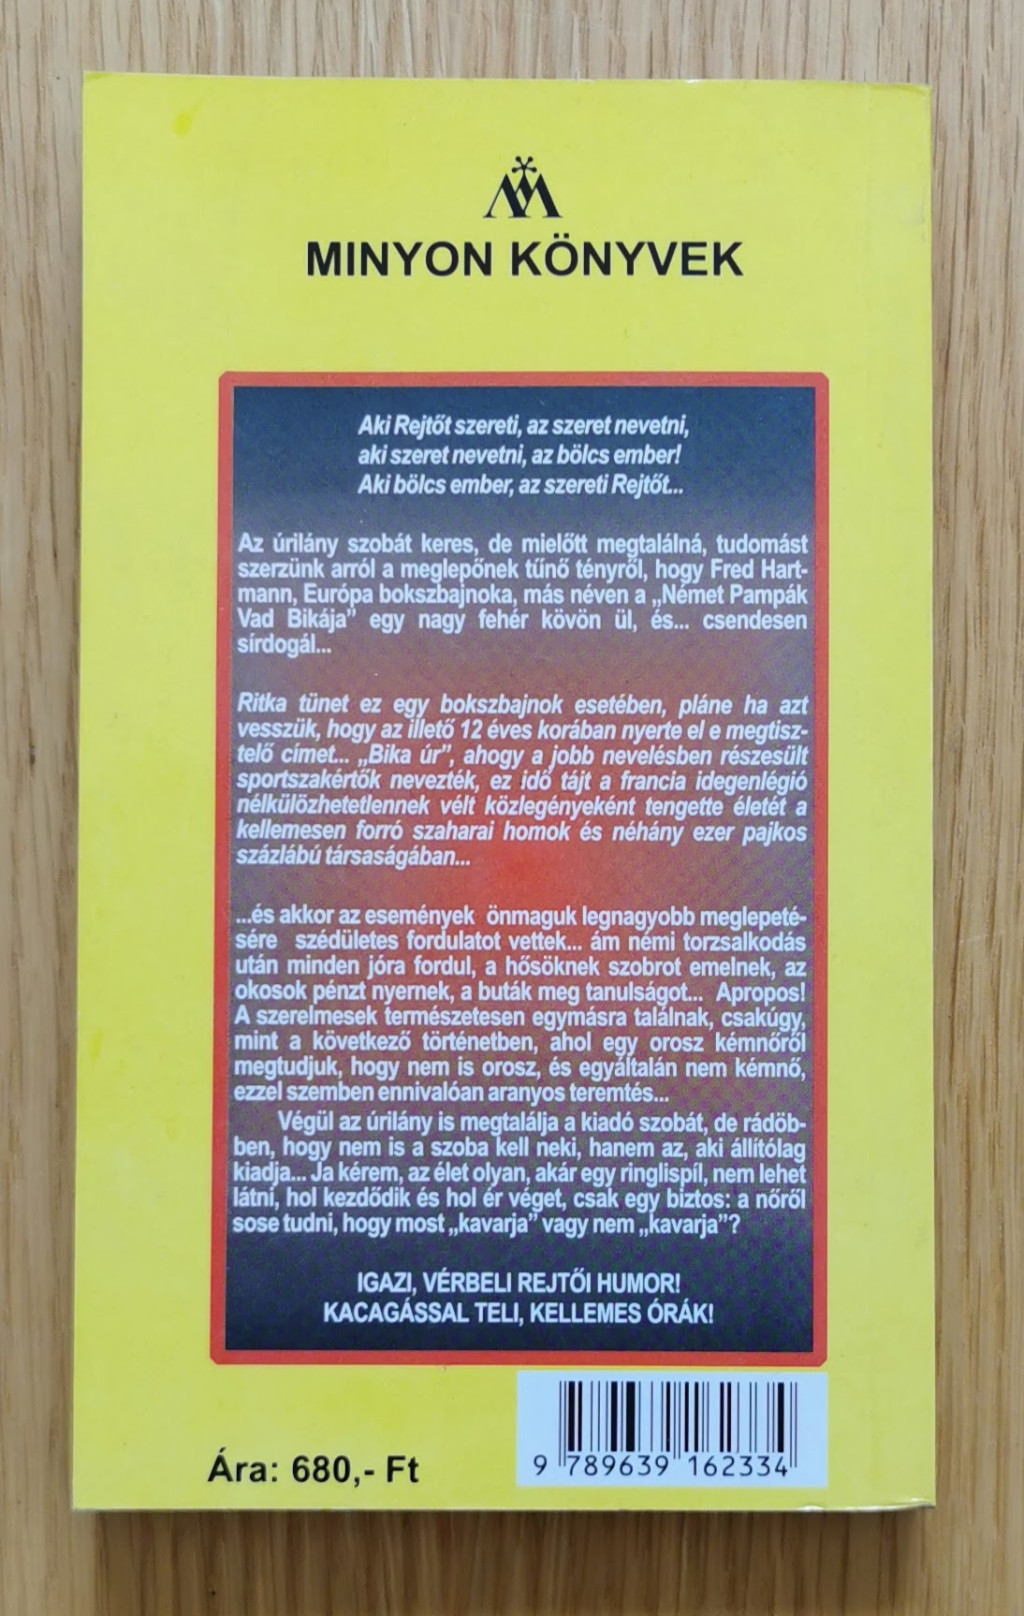 MINYON KÖNYVEK
Aki Rejtőt szereti, az szeret nevetni,
aki szeret nevetni, az bölcs ember!
Aki bölcs ember, az szereti Rejtőt...
Az úrilány szobát keres, de mielőtt megtalálná, tudomást
szerzünk arról a meglepőnek tűnő tényről, hogy Fred Hart-
mann, Európa bokszbajnoka, más néven a „Német Pampák
Vad Bikája” egy nagy fehér kövön ül, és... csendesen
sírdogál...
Ritka tünet ez egy bokszbajnok esetében, pláne ha azt
vesszük, hogy az illető 12 éves korában nyerte el e megtisz-
telő címet... „Bika úr”, ahogy a jobb nevelésben részesült
sportszakértők nevezték, ez idő tájt a francia idegenlégió
nélkülözhetetlennek vélt közlegényeként tengette életét a
kellemesen forró szaharai homok és néhány ezer pajkos
százlábú társaságában...
...és akkor az események önmaguk legnagyobb meglepeté-
sére szédületes fordulatot vettek... ám némi torzsalkodás
után minden jóra fordul, a hősöknek szobrot emelnek, az
okosok pénzt nyernek, a buták meg tanulságot... Apropos!
A szerelmesek természetesen egymásra találnak, csakúgy,
mint a következő történetben, ahol egy orosz kémnőről
megtudjuk, hogy nem is orosz, és egyáltalán nem kémnő,
ezzel szemben ennivalóan aranyos teremtés...
Végül az úrilány is megtalálja a kiadó szobát, de rádöb-
ben, hogy nem is a szoba kell neki, hanem az, aki állítólag
kiadja... Ja kérem, az élet olyan, akár egy ringlispíl, nem lehet
látni, hol kezdődik és hol ér véget, csak egy biztos: a nőről
sose tudni, hogy most „kavarja” vagy nem „kavarja”?
IGAZI, VÉRBELI REJTŐI HUMOR!
KACAGÁSSAL TELI, KELLEMES ÓRÁK!
Ára: 680,- Ft
9 789639 162334